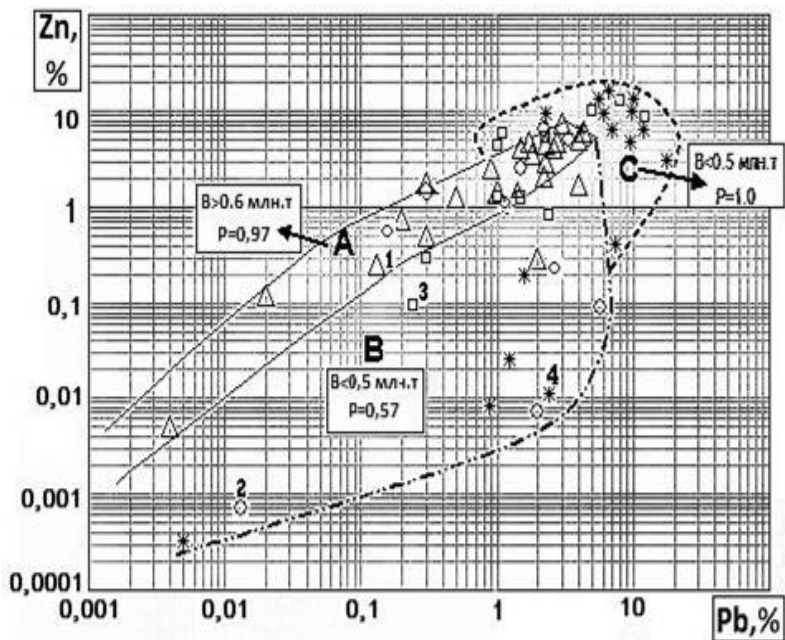 Zn,
%
10
1
0,1
0,01
0,001
0,0001
0,001
0,01
0,1
1
10
Pb,%
B>0.6 млн.т
P=0,97
A
B<0.5 млн.т
P=1.0
C
B
B<0,5 млн.т
P=0,57
1
2
3
4